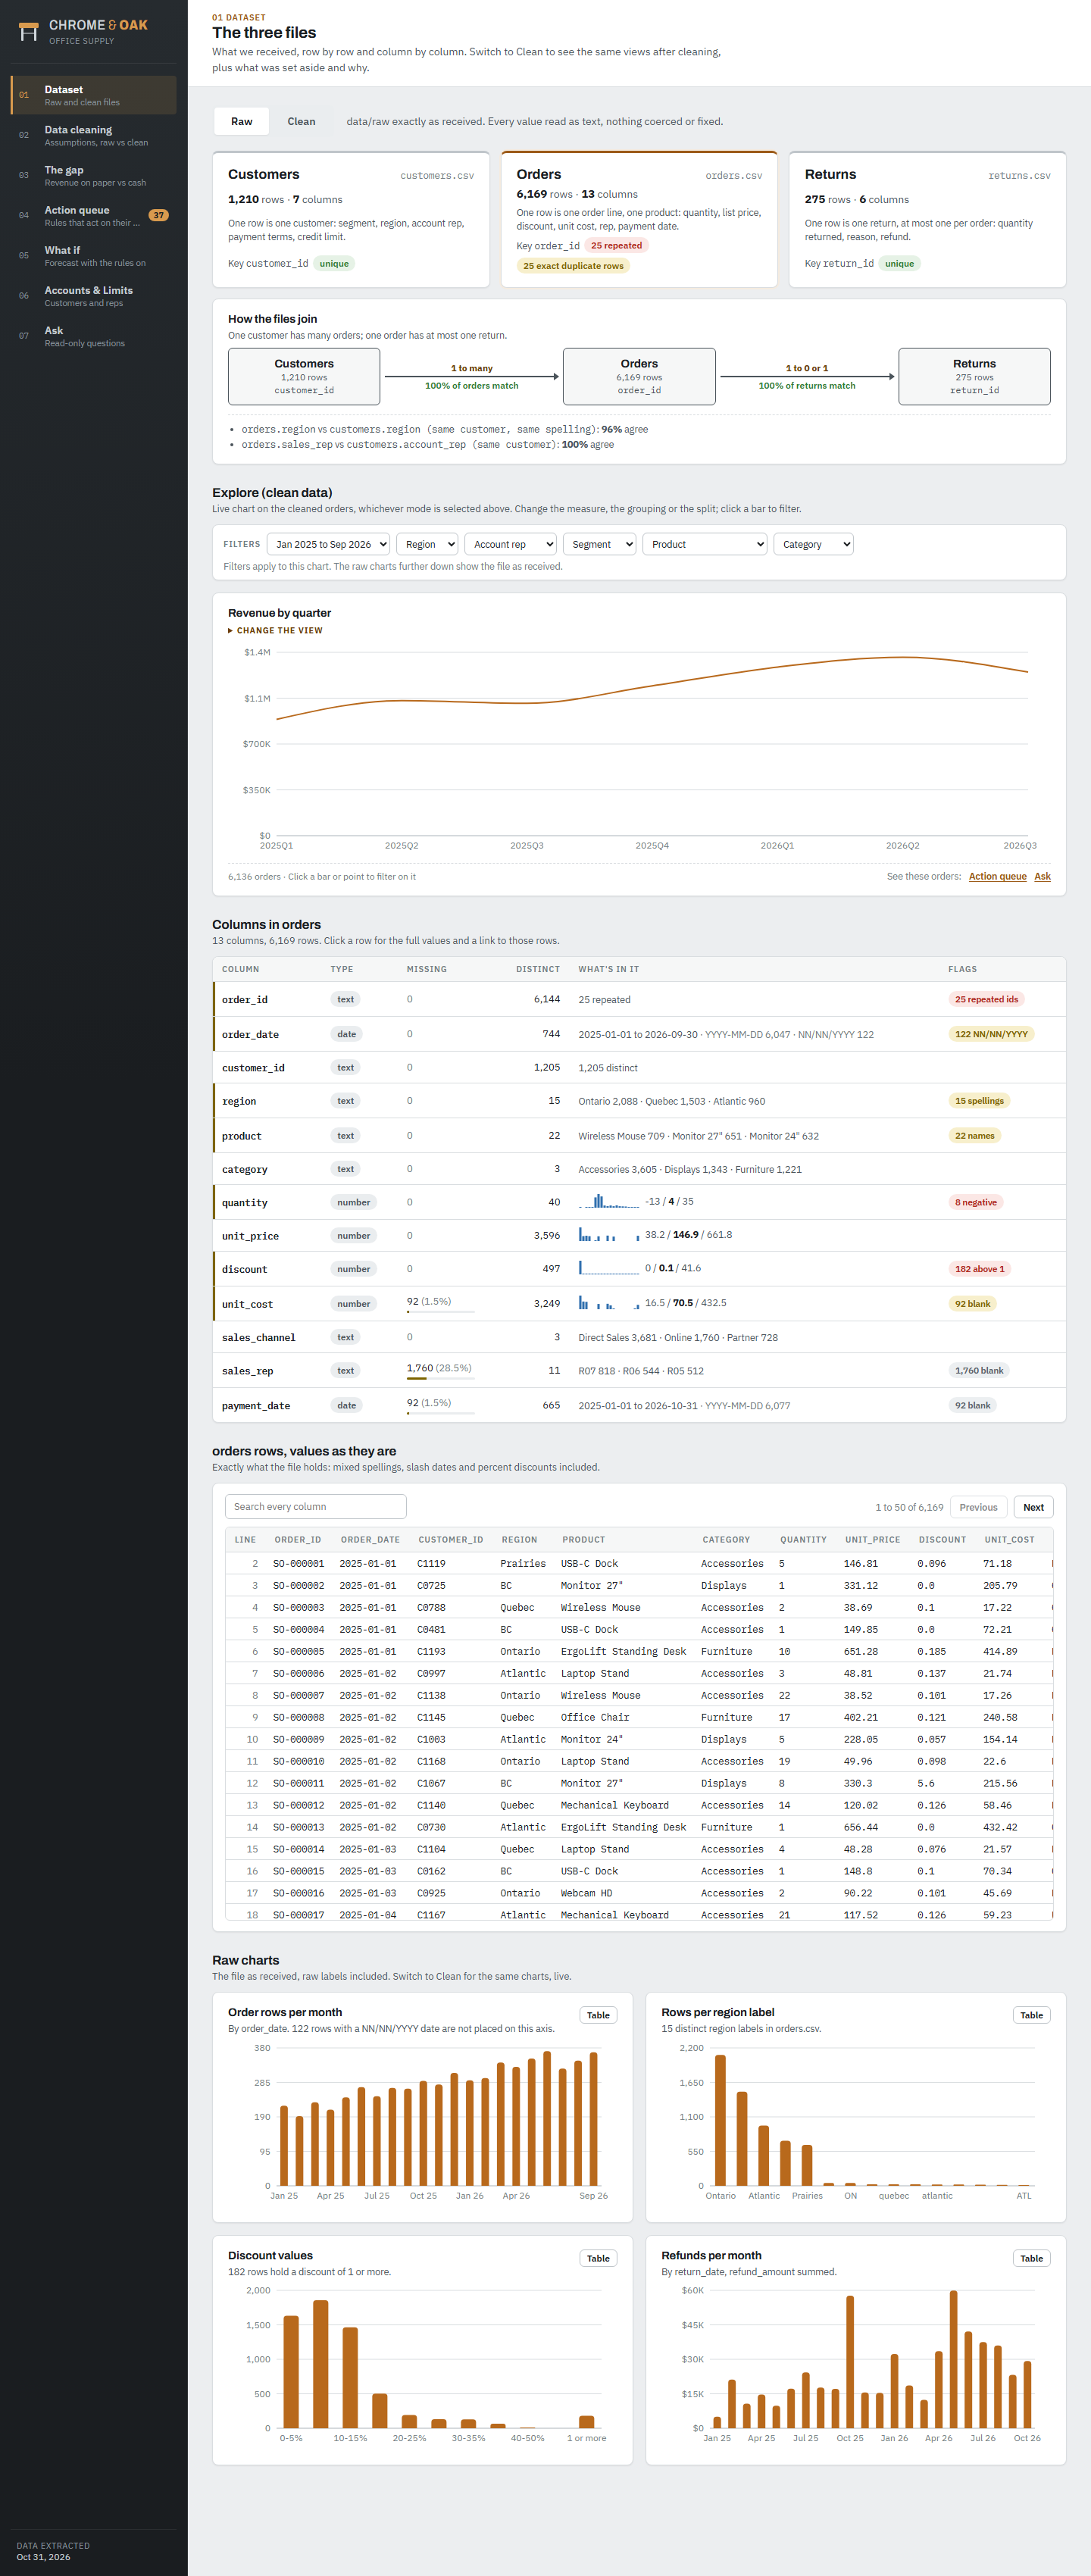 CHROME & OAK
OFFICE SUPPLY
01 Dataset
Raw and clean files
02 Data cleaning
Assumptions, raw vs clean
03 The gap
Revenue on paper vs cash
04 Action queue 37
Rules that act on their ...
05 What if
Forecast with the rules on
06 Accounts & Limits
Customers and reps
07 Ask
Read-only questions
DATA EXTRACTED
Oct 31, 2026
01 DATASET
The three files
What we received, row by row and column by column. Switch to Clean to see the same views after cleaning,
plus what was set aside and why.
Raw Clean data/raw exactly as received. Every value read as text, nothing coerced or fixed.
Customers customers.csv
1,210 rows · 7 columns
One row is one customer: segment, region, account rep,
payment terms, credit limit.
Key customer_id unique
Orders orders.csv
6,169 rows · 13 columns
One row is one order line, one product: quantity, list price,
discount, unit cost, rep, payment date.
Key order_id 25 repeated
25 exact duplicate rows
Returns returns.csv
275 rows · 6 columns
One row is one return, at most one per order: quantity
returned, reason, refund.
Key return_id unique
How the files join
One customer has many orders; one order has at most one return.
Customers
1,210 rows
customer_id
1 to many
100% of orders match
Orders
6,169 rows
order_id
1 to 0 or 1
100% of returns match
Returns
275 rows
return_id
• orders.region vs customers.region (same customer, same spelling): 96% agree
• orders.sales_rep vs customers.account_rep (same customer): 100% agree
Explore (clean data)
Live chart on the cleaned orders, whichever mode is selected above. Change the measure, the grouping or the split; click a bar to filter.
FILTERS Jan 2025 to Sep 2026 Region Account rep Segment Product Category
Filters apply to this chart. The raw charts further down show the file as received.
Revenue by quarter
CHANGE THE VIEW
$1.4M
$1.1M
$700K
$350K
$0
2025Q1 2025Q2 2025Q3 2025Q4 2026Q1 2026Q2 2026Q3
6,136 orders · Click a bar or point to filter on it See these orders: Action queue Ask
Columns in orders
13 columns, 6,169 rows. Click a row for the full values and a link to those rows.
COLUMN TYPE MISSING DISTINCT WHAT'S IN IT FLAGS
order_id text 0 6,144 25 repeated 25 repeated ids
order_date date 0 744 2025-01-01 to 2026-09-30 · YYYY-MM-DD 6,047 · NN/NN/YYYY 122 122 NN/NN/YYYY
customer_id text 0 1,205 1,205 distinct
region text 0 15 Ontario 2,088 · Quebec 1,503 · Atlantic 960 15 spellings
product text 0 22 Wireless Mouse 709 · Monitor 27" 651 · Monitor 24" 632 22 names
category text 0 3 Accessories 3,605 · Displays 1,343 · Furniture 1,221
quantity number 0 40 -13 / 4 / 35 8 negative
unit_price number 0 3,596 38.2 / 146.9 / 661.8
discount number 0 497 0 / 0.1 / 41.6 182 above 1
unit_cost number 92 (1.5%) 3,249 16.5 / 70.5 / 432.5 92 blank
sales_channel text 0 3 Direct Sales 3,681 · Online 1,760 · Partner 728
sales_rep text 1,760 (28.5%) 11 R07 818 · R06 544 · R05 512 1,760 blank
payment_date date 92 (1.5%) 665 2025-01-01 to 2026-10-31 · YYYY-MM-DD 6,077 92 blank
orders rows, values as they are
Exactly what the file holds: mixed spellings, slash dates and percent discounts included.
Search every column 1 to 50 of 6,169 Previous Next
LINE ORDER_ID ORDER_DATE CUSTOMER_ID REGION PRODUCT CATEGORY QUANTITY UNIT_PRICE DISCOUNT UNIT_COST
2 SO-000001 2025-01-01 C1119 Prairies USB-C Dock Accessories 5 146.81 0.096 71.18
3 SO-000002 2025-01-01 C0725 BC Monitor 27" Displays 1 331.12 0.0 205.79
4 SO-000003 2025-01-01 C0788 Quebec Wireless Mouse Accessories 2 38.69 0.1 17.22
5 SO-000004 2025-01-01 C0481 BC USB-C Dock Accessories 1 149.85 0.0 72.21
6 SO-000005 2025-01-01 C1193 Ontario ErgoLift Standing Desk Furniture 10 651.28 0.185 414.89
7 SO-000006 2025-01-02 C0997 Atlantic Laptop Stand Accessories 3 48.81 0.137 21.74
8 SO-000007 2025-01-02 C1138 Ontario Wireless Mouse Accessories 22 38.52 0.101 17.26
9 SO-000008 2025-01-02 C1145 Quebec Office Chair Furniture 17 402.21 0.121 240.58
10 SO-000009 2025-01-02 C1003 Atlantic Monitor 24" Displays 5 228.05 0.057 154.14
11 SO-000010 2025-01-02 C1168 Ontario Laptop Stand Accessories 19 49.96 0.098 22.6
12 SO-000011 2025-01-02 C1067 BC Monitor 27" Displays 8 330.3 5.6 215.56
13 SO-000012 2025-01-02 C1140 Quebec Mechanical Keyboard Accessories 14 120.02 0.126 58.46
14 SO-000013 2025-01-02 C0730 Atlantic ErgoLift Standing Desk Furniture 1 656.44 0.0 432.42
15 SO-000014 2025-01-03 C1104 Quebec Laptop Stand Accessories 4 48.28 0.076 21.57
16 SO-000015 2025-01-03 C0162 BC USB-C Dock Accessories 1 148.8 0.1 70.34
17 SO-000016 2025-01-03 C0925 Ontario Webcam HD Accessories 2 90.22 0.101 45.69
18 SO-000017 2025-01-04 C1167 Atlantic Mechanical Keyboard Accessories 21 117.52 0.126 59.23
Raw charts
The file as received, raw labels included. Switch to Clean for the same charts, live.
Order rows per month Table
By order_date. 122 rows with a NN/NN/YYYY date are not placed on this axis.
380
285
190
95
0
Jan 25 Apr 25 Jul 25 Oct 25 Jan 26 Apr 26 Sep 26
Rows per region label Table
15 distinct region labels in orders.csv.
2,200
1,650
1,100
550
0
Ontario Atlantic Prairies ON quebec atlantic ATL
Discount values Table
182 rows hold a discount of 1 or more.
2,000
1,500
1,000
500
0
0-5% 10-15% 20-25% 30-35% 40-50% 1 or more
Refunds per month Table
By return_date, refund_amount summed.
$60K
$45K
$30K
$15K
$0
Jan 25 Apr 25 Jul 25 Oct 25 Jan 26 Apr 26 Jul 26 Oct 26